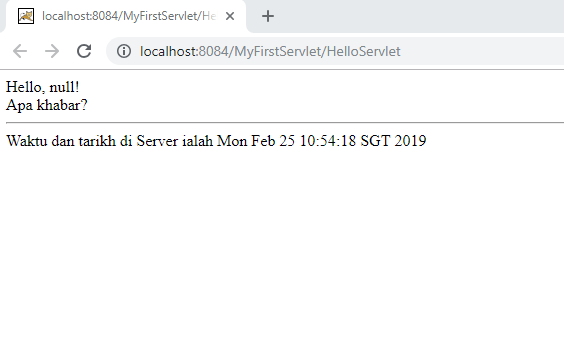 localhost:8084/MyFirstServlet/He
localhost:8084/MyFirstServlet/HelloServlet
Hello, null!
Apa khabar?
Waktu dan tarikh di Server ialah Mon Feb 25 10:54:18 SGT 2019